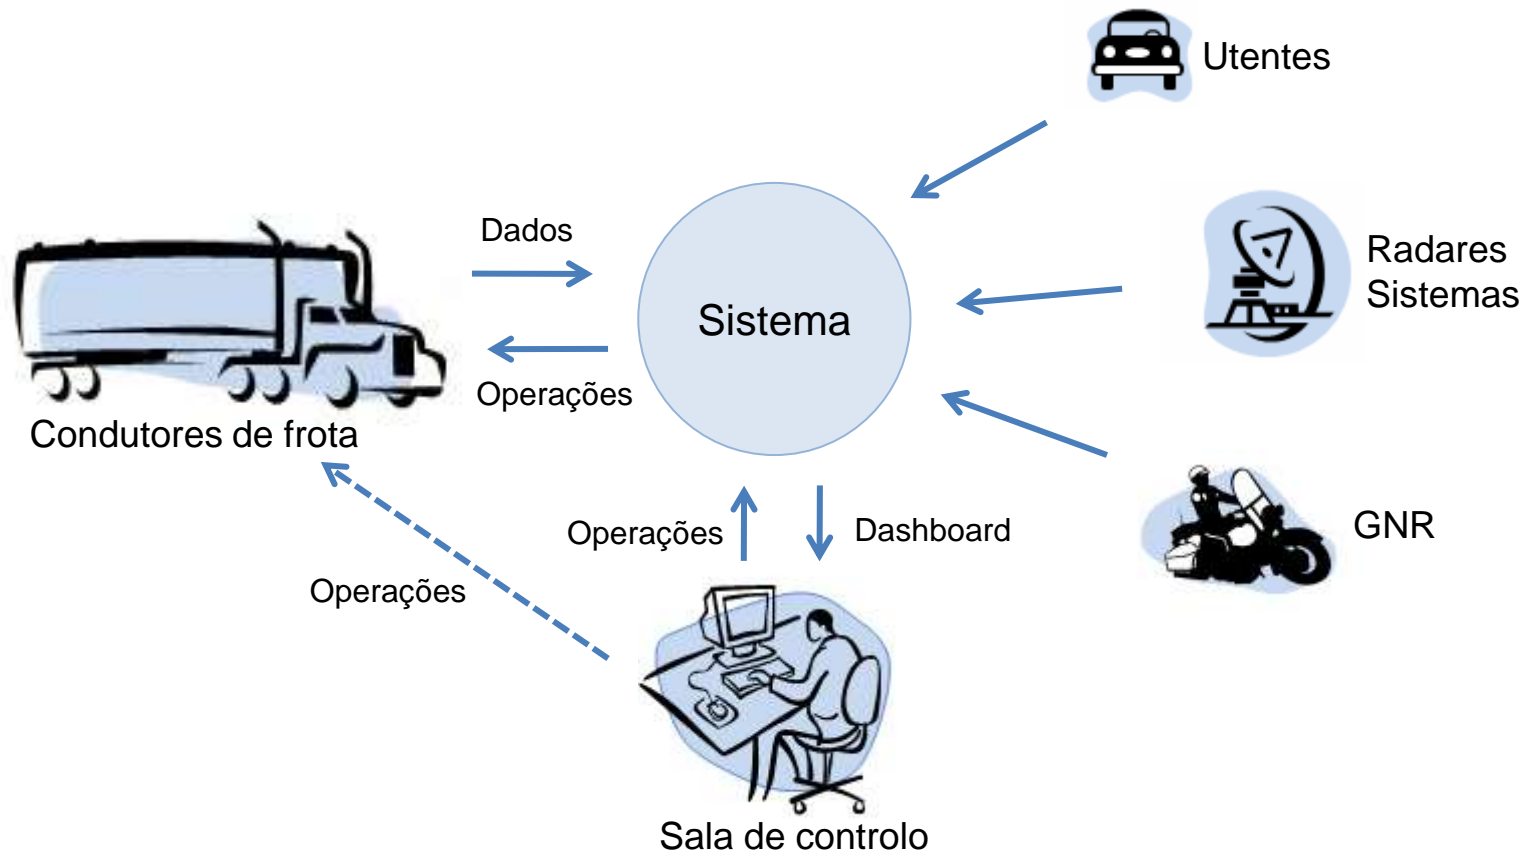 Utentes
Dados
Radares
Sistemas
Sistema
Operações
Condutores de frota
Operações
Dashboard
GNR
Operações
Sala de controlo